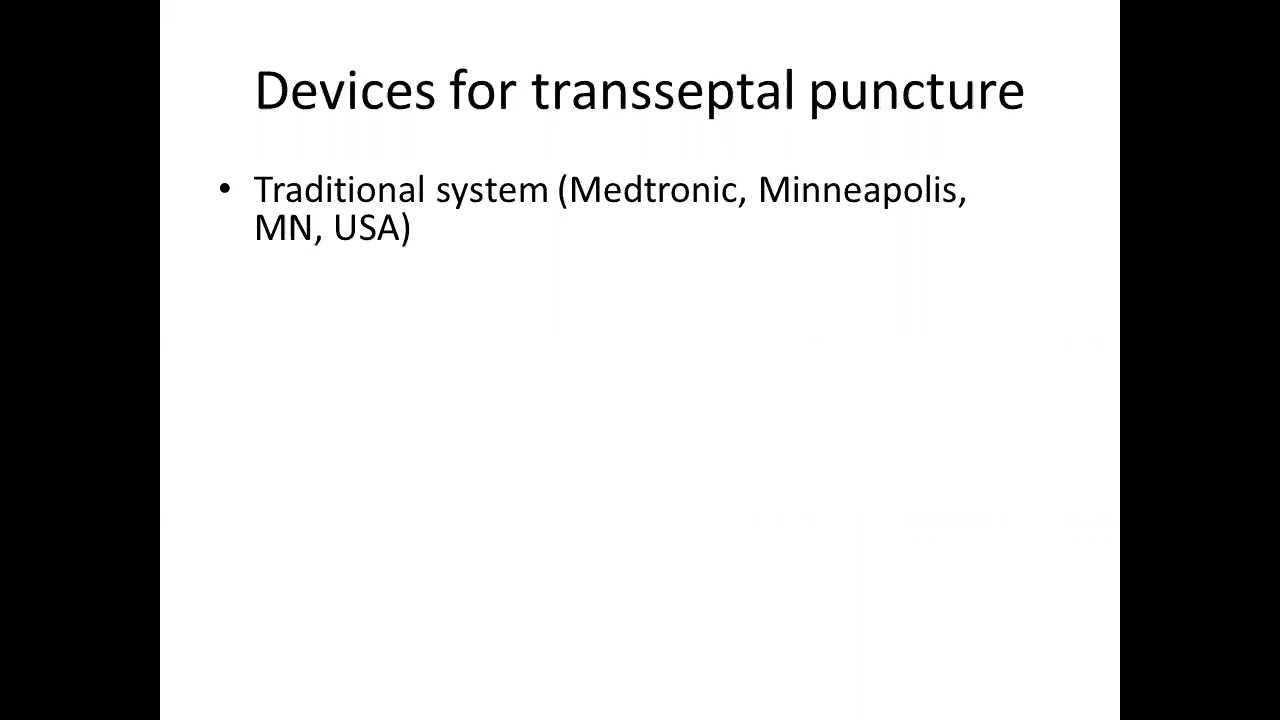 Devices for transseptal puncture
• Traditional system (Medtronic, Minneapolis,
MN, USA)